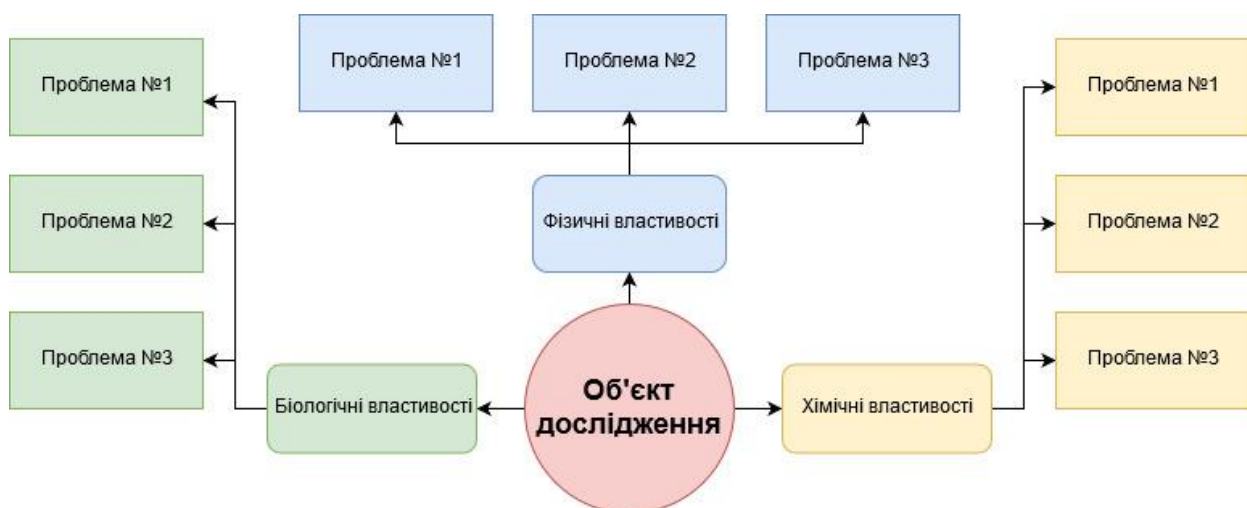 Проблема №1
Проблема №2
Проблема №3
Проблема №1
Проблема №2
Проблема №3
Проблема №1
Проблема №2
Проблема №3
Фізичні властивості
Біологічні властивості
Об'єкт
дослідження
Хімічні властивості